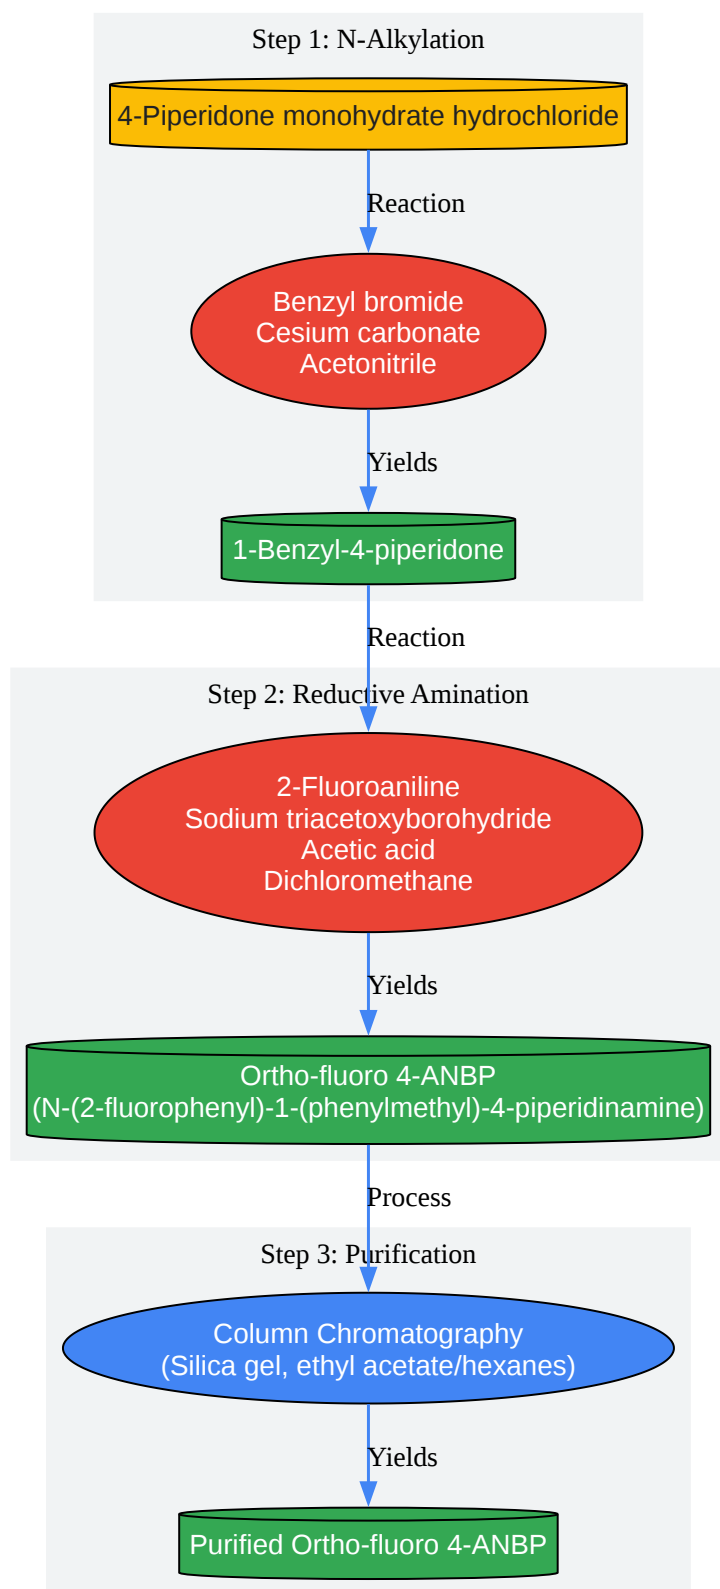 Step 1: N-Alkylation
4-Piperidone monohydrate hydrochloride
Reaction
Benzyl bromide
Cesium carbonate
Acetonitrile
Yields
1-Benzyl-4-piperidone
Reaction
Step 2: Reductive Amination
2-Fluoroaniline
Sodium triacetoxyborohydride
Acetic acid
Dichloromethane
Yields
Ortho-fluoro 4-ANBP
(N-(2-fluorophenyl)-1-(phenylmethyl)-4-piperidinamine)
Process
Step 3: Purification
Column Chromatography
(Silica gel, ethyl acetate/hexanes)
Yields
Purified Ortho-fluoro 4-ANBP